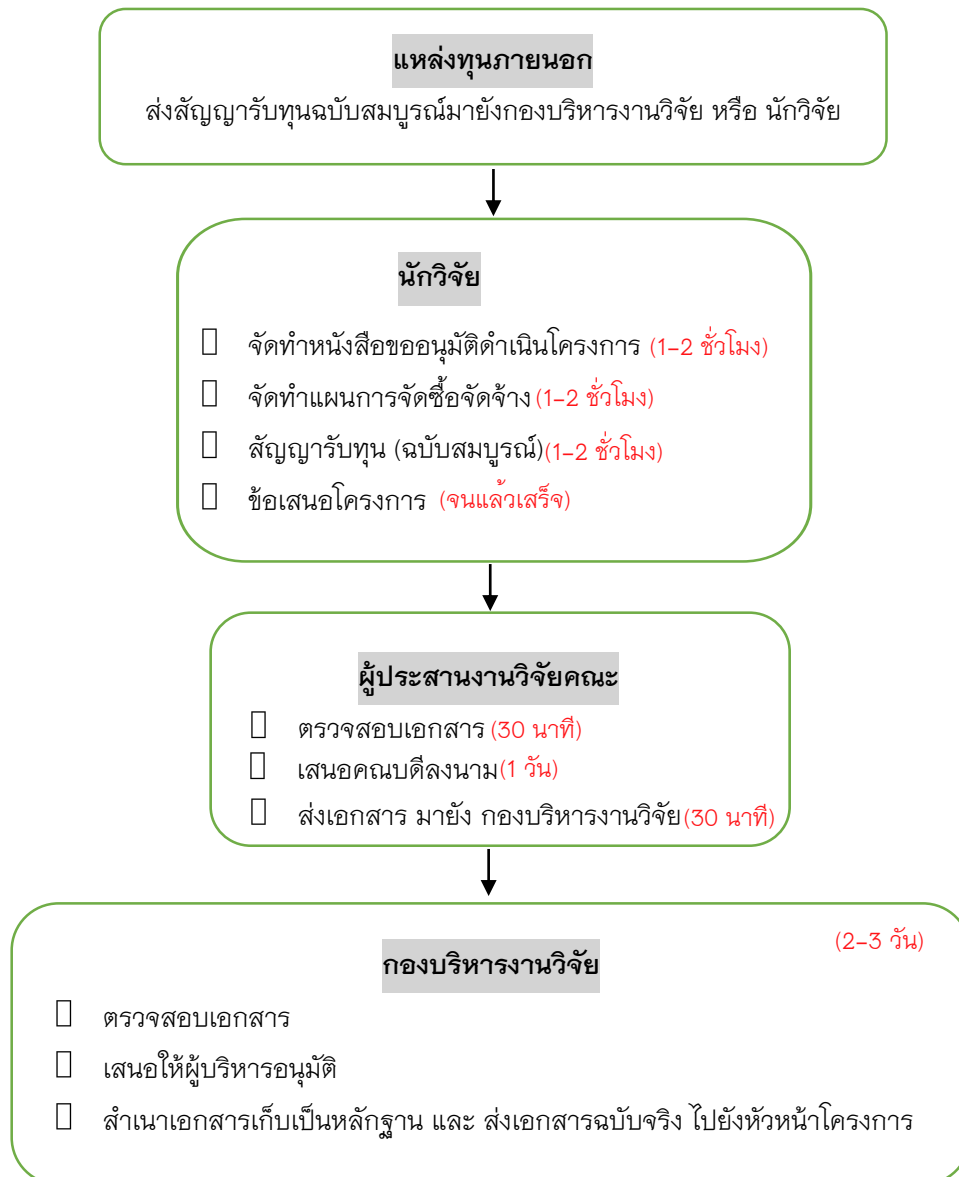 แหล่งทุนภายนอก
ส่งสัญญารับทุนฉบับสมบูรณ์มายังกองบริหารงานวิจัย หรือ นักวิจัย
นักวิจัย
จัดทำหนังสือขออนุมัติดำเนินโครงการ (1-2 ชั่วโมง)
จัดทำแผนการจัดซื้อจัดจ้าง (1-2 ชั่วโมง)
สัญญารับทุน (ฉบับสมบูรณ์) (1-2 ชั่วโมง)
ข้อเสนอโครงการ (จนแล้วเสร็จ)
ผู้ประสานงานวิจัยคณะ
ตรวจสอบเอกสาร (30 นาที)
เสนอคณบดีลงนาม (1 วัน)
ส่งเอกสาร มายัง กองบริหารงานวิจัย (30 นาที)
(2-3 วัน)
กองบริหารงานวิจัย
ตรวจสอบเอกสาร
เสนอให้ผู้บริหารอนุมัติ
สำเนาเอกสารเก็บเป็นหลักฐาน และ ส่งเอกสารฉบับจริง ไปยังหัวหน้าโครงการ